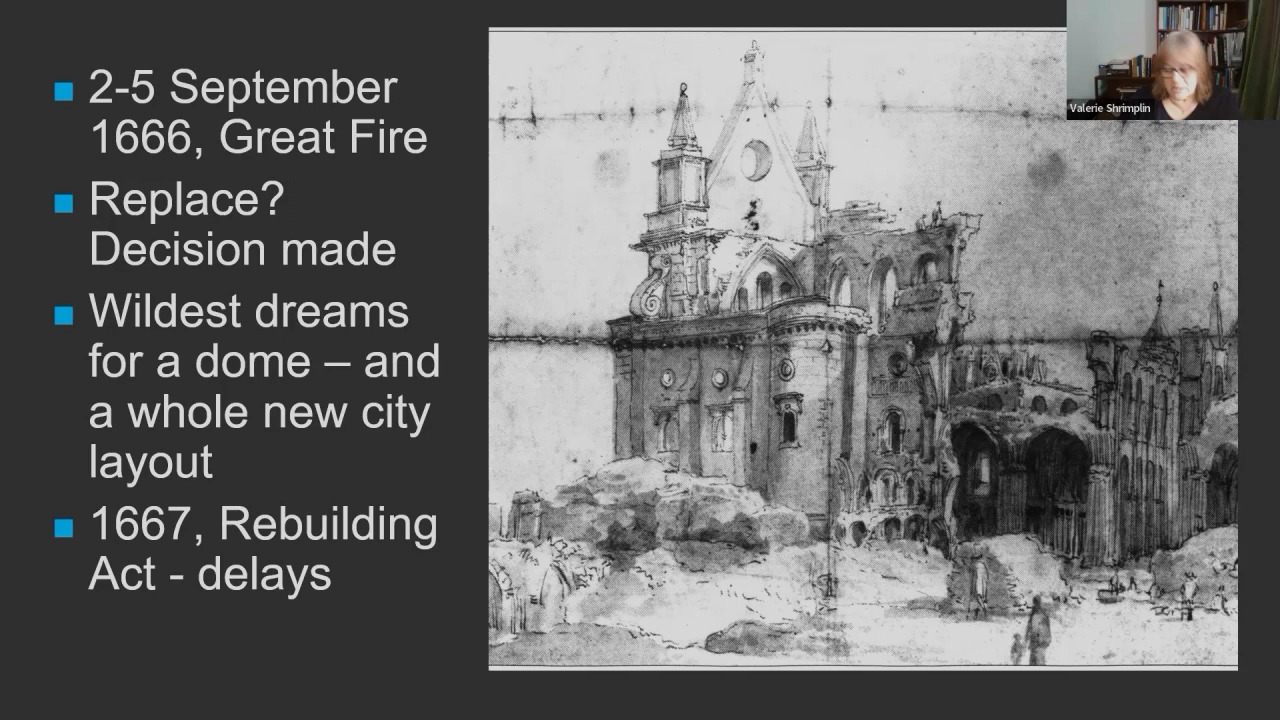 2-5 September
1666, Great Fire
Replace?
Decision made
Wildest dreams
for a dome – and
a whole new city
layout
1667, Rebuilding
Act - delays
Valerie Shrimplin